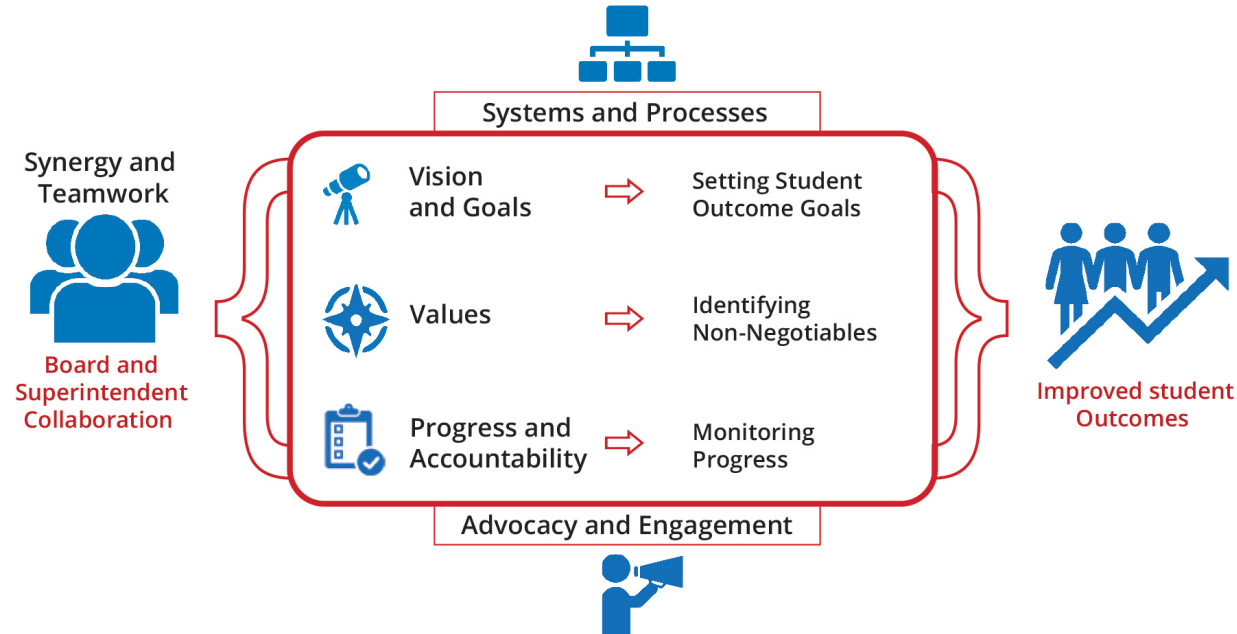 Systems and Processes
Synergy and
Teamwork
Board and
Superintendent
Collaboration
Vision
and Goals
Setting Student
Outcome Goals
Values
Identifying
Non-Negotiables
Progress and
Accountability
Monitoring
Progress
Improved student
Outcomes
Advocacy and Engagement